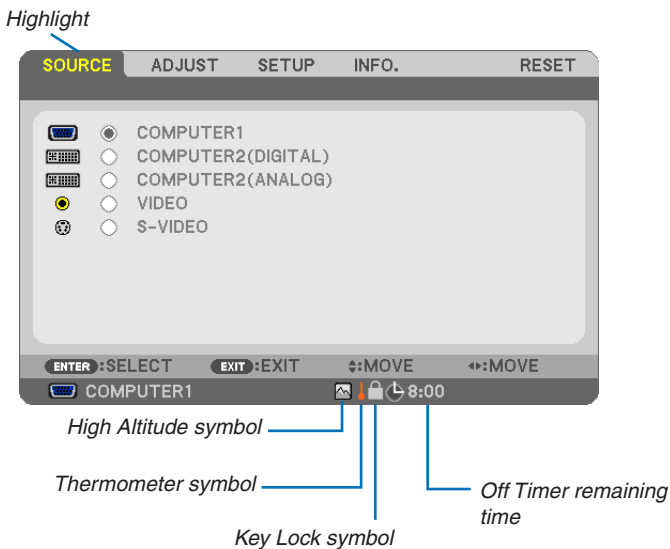 Highlight
SOURCE ADJUST SETUP INFO. RESET
COMPUTER1
COMPUTER2(DIGITAL)
COMPUTER2(ANALOG)
VIDEO
S-VIDEO
ENTER:SELECT EXIT:EXIT :MOVE :MOVE
COMPUTER1 8:00
High Altitude symbol
Thermometer symbol
Off Timer remaining
time
Key Lock symbol